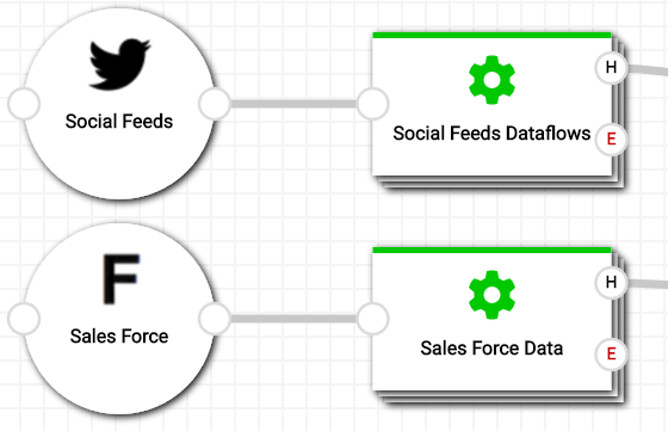 Social Feeds
H
Social Feeds Dataflows
E
F
Sales Force
H
Sales Force Data
E